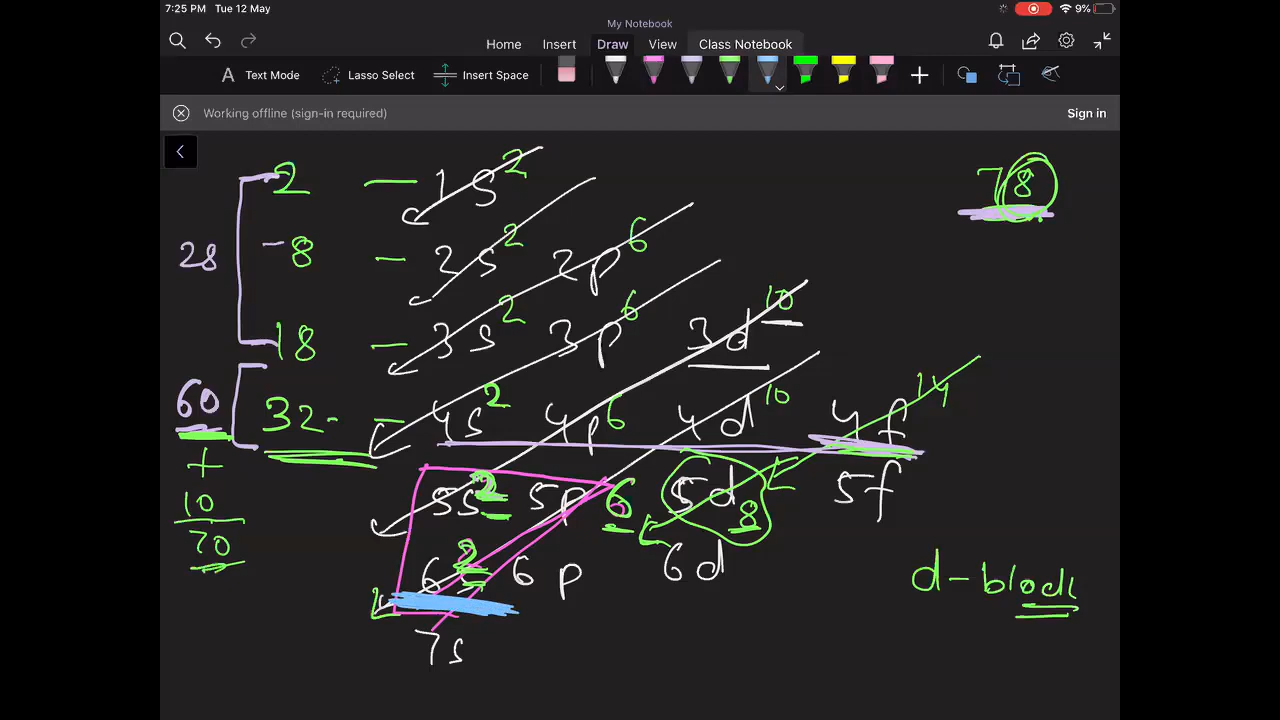 7:25 PM Tue 12 May
9%
My Notebook
Home Insert Draw View Class Notebook
Text Mode Lasso Select Insert Space
Working offline (sign-in required) Sign in
2 — 1s² 78
28 8 — 2s² 2p⁶
18 — 3s² 3p⁶ 3d¹⁰
60 32 — 4s² 4p⁶ 4d¹⁰ 4f¹⁴
+ 5s² 5p⁶ 5d⁸ 5f
10
70 6s² 6p 6d d-block
7s